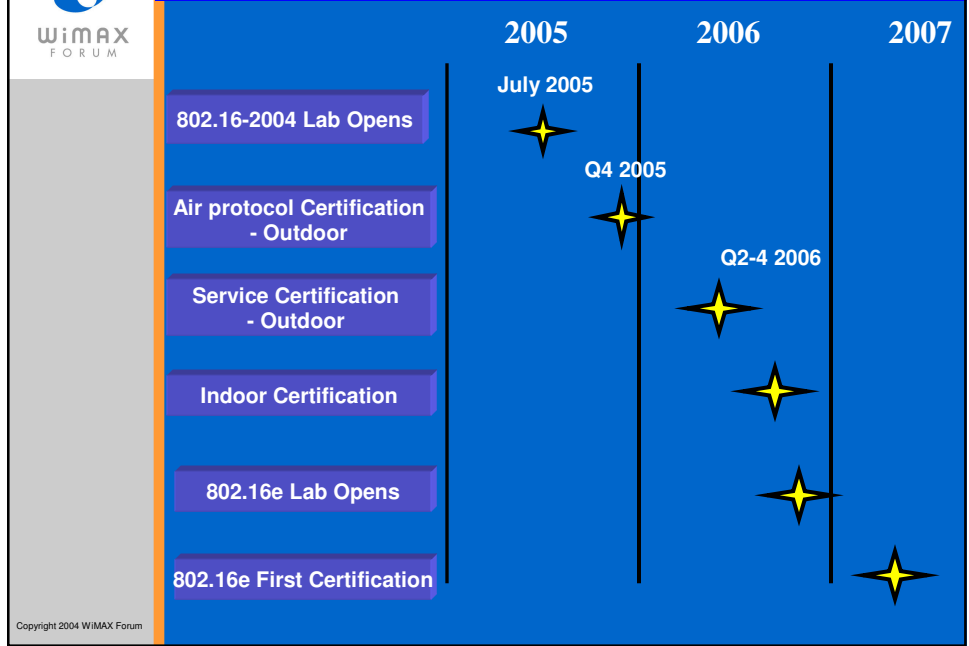 WiMAX
FORUM
2005 2006 2007
July 2005
802.16-2004 Lab Opens
Q4 2005
Air protocol Certification
- Outdoor
Q2-4 2006
Service Certification
- Outdoor
Indoor Certification
802.16e Lab Opens
802.16e First Certification
Copyright 2004 WiMAX Forum